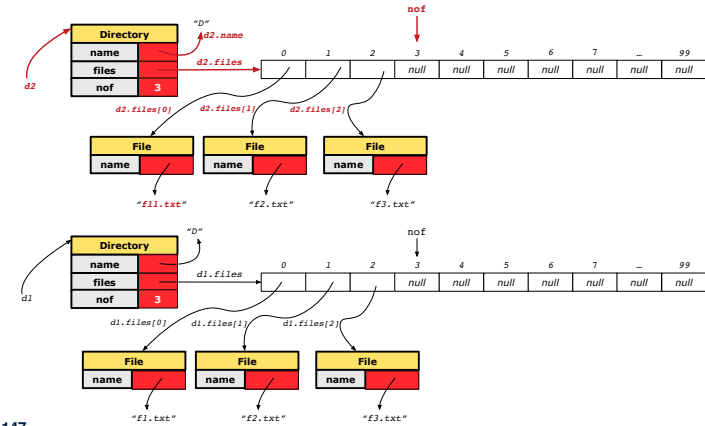 nof
"D"
Directory
d2.name
name
0 1 2 3 4 5 6 7 … 99
d2.files
files
null null null null null null null
nof 3
d2
d2.files[0] d2.files[1] d2.files[2]
File File File
name name name
"f11.txt" "f2.txt" "f3.txt"
"D"
nof
Directory
name
0 1 2 3 4 5 6 7 … 99
d1.files
files
null null null null null null null
nof 3
d1
d1.files[0] d1.files[1] d1.files[2]
File File File
name name name
"f1.txt" "f2.txt" "f3.txt"